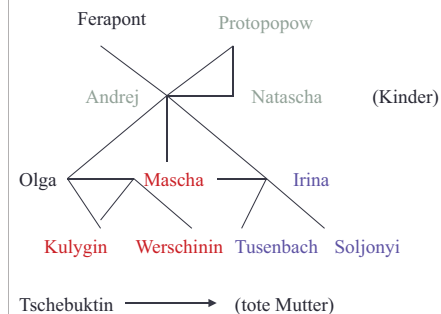 Ferapont Protopopow
Andrej Natascha (Kinder)
Olga Mascha Irina
Kulygin Werschinin Tusenbach Soljonyi
Tschebuktin (tote Mutter)